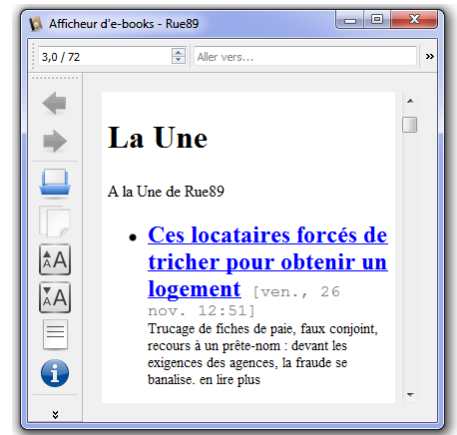 Afficheur d'e-books - Rue89
3,0 / 72
Aller vers...
»
La Une
A la Une de Rue89
• Ces locataires forcés de
tricher pour obtenir un
logement [ven., 26
nov. 12:51]
Trucage de fiches de paie, faux conjoint,
recours à un prête-nom : devant les
exigences des agences, la fraude se
banalise. en lire plus
AA
AA
i